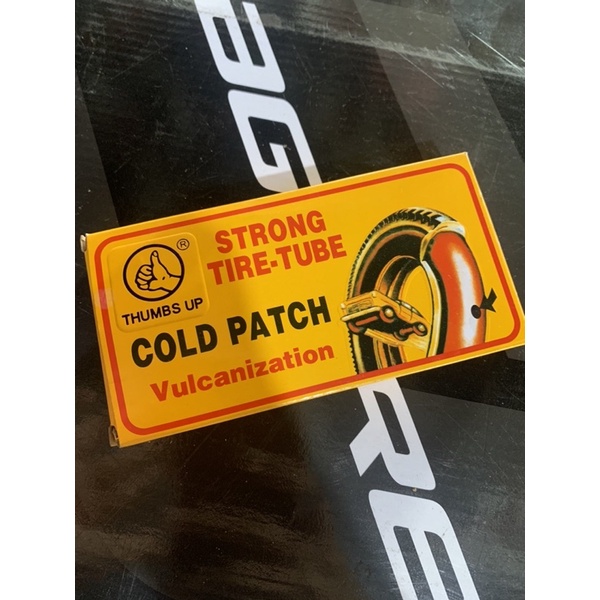 STRONG
TIRE-TUBE
®
THUMBS UP
COLD PATCH
Vulcanization